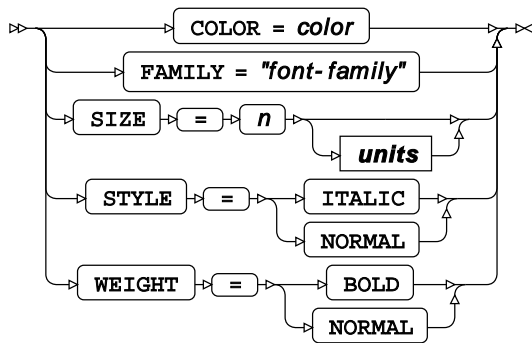 COLOR = color
FAMILY = "font-family"
SIZE = n
units
STYLE = ITALIC
NORMAL
WEIGHT = BOLD
NORMAL